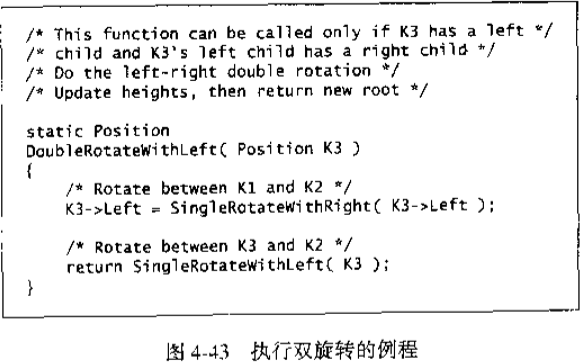 /* This function can be called only if K3 has a left */
/* child and K3's left child has a right child */
/* Do the left-right double rotation */
/* Update heights, then return new root */
static Position
DoubleRotateWithLeft( Position K3 )
{
/* Rotate between K1 and K2 */
K3->Left = SingleRotateWithRight( K3->Left );
/* Rotate between K3 and K2 */
return SingleRotateWithLeft( K3 );
}
图 4-43 执行双旋转的例程